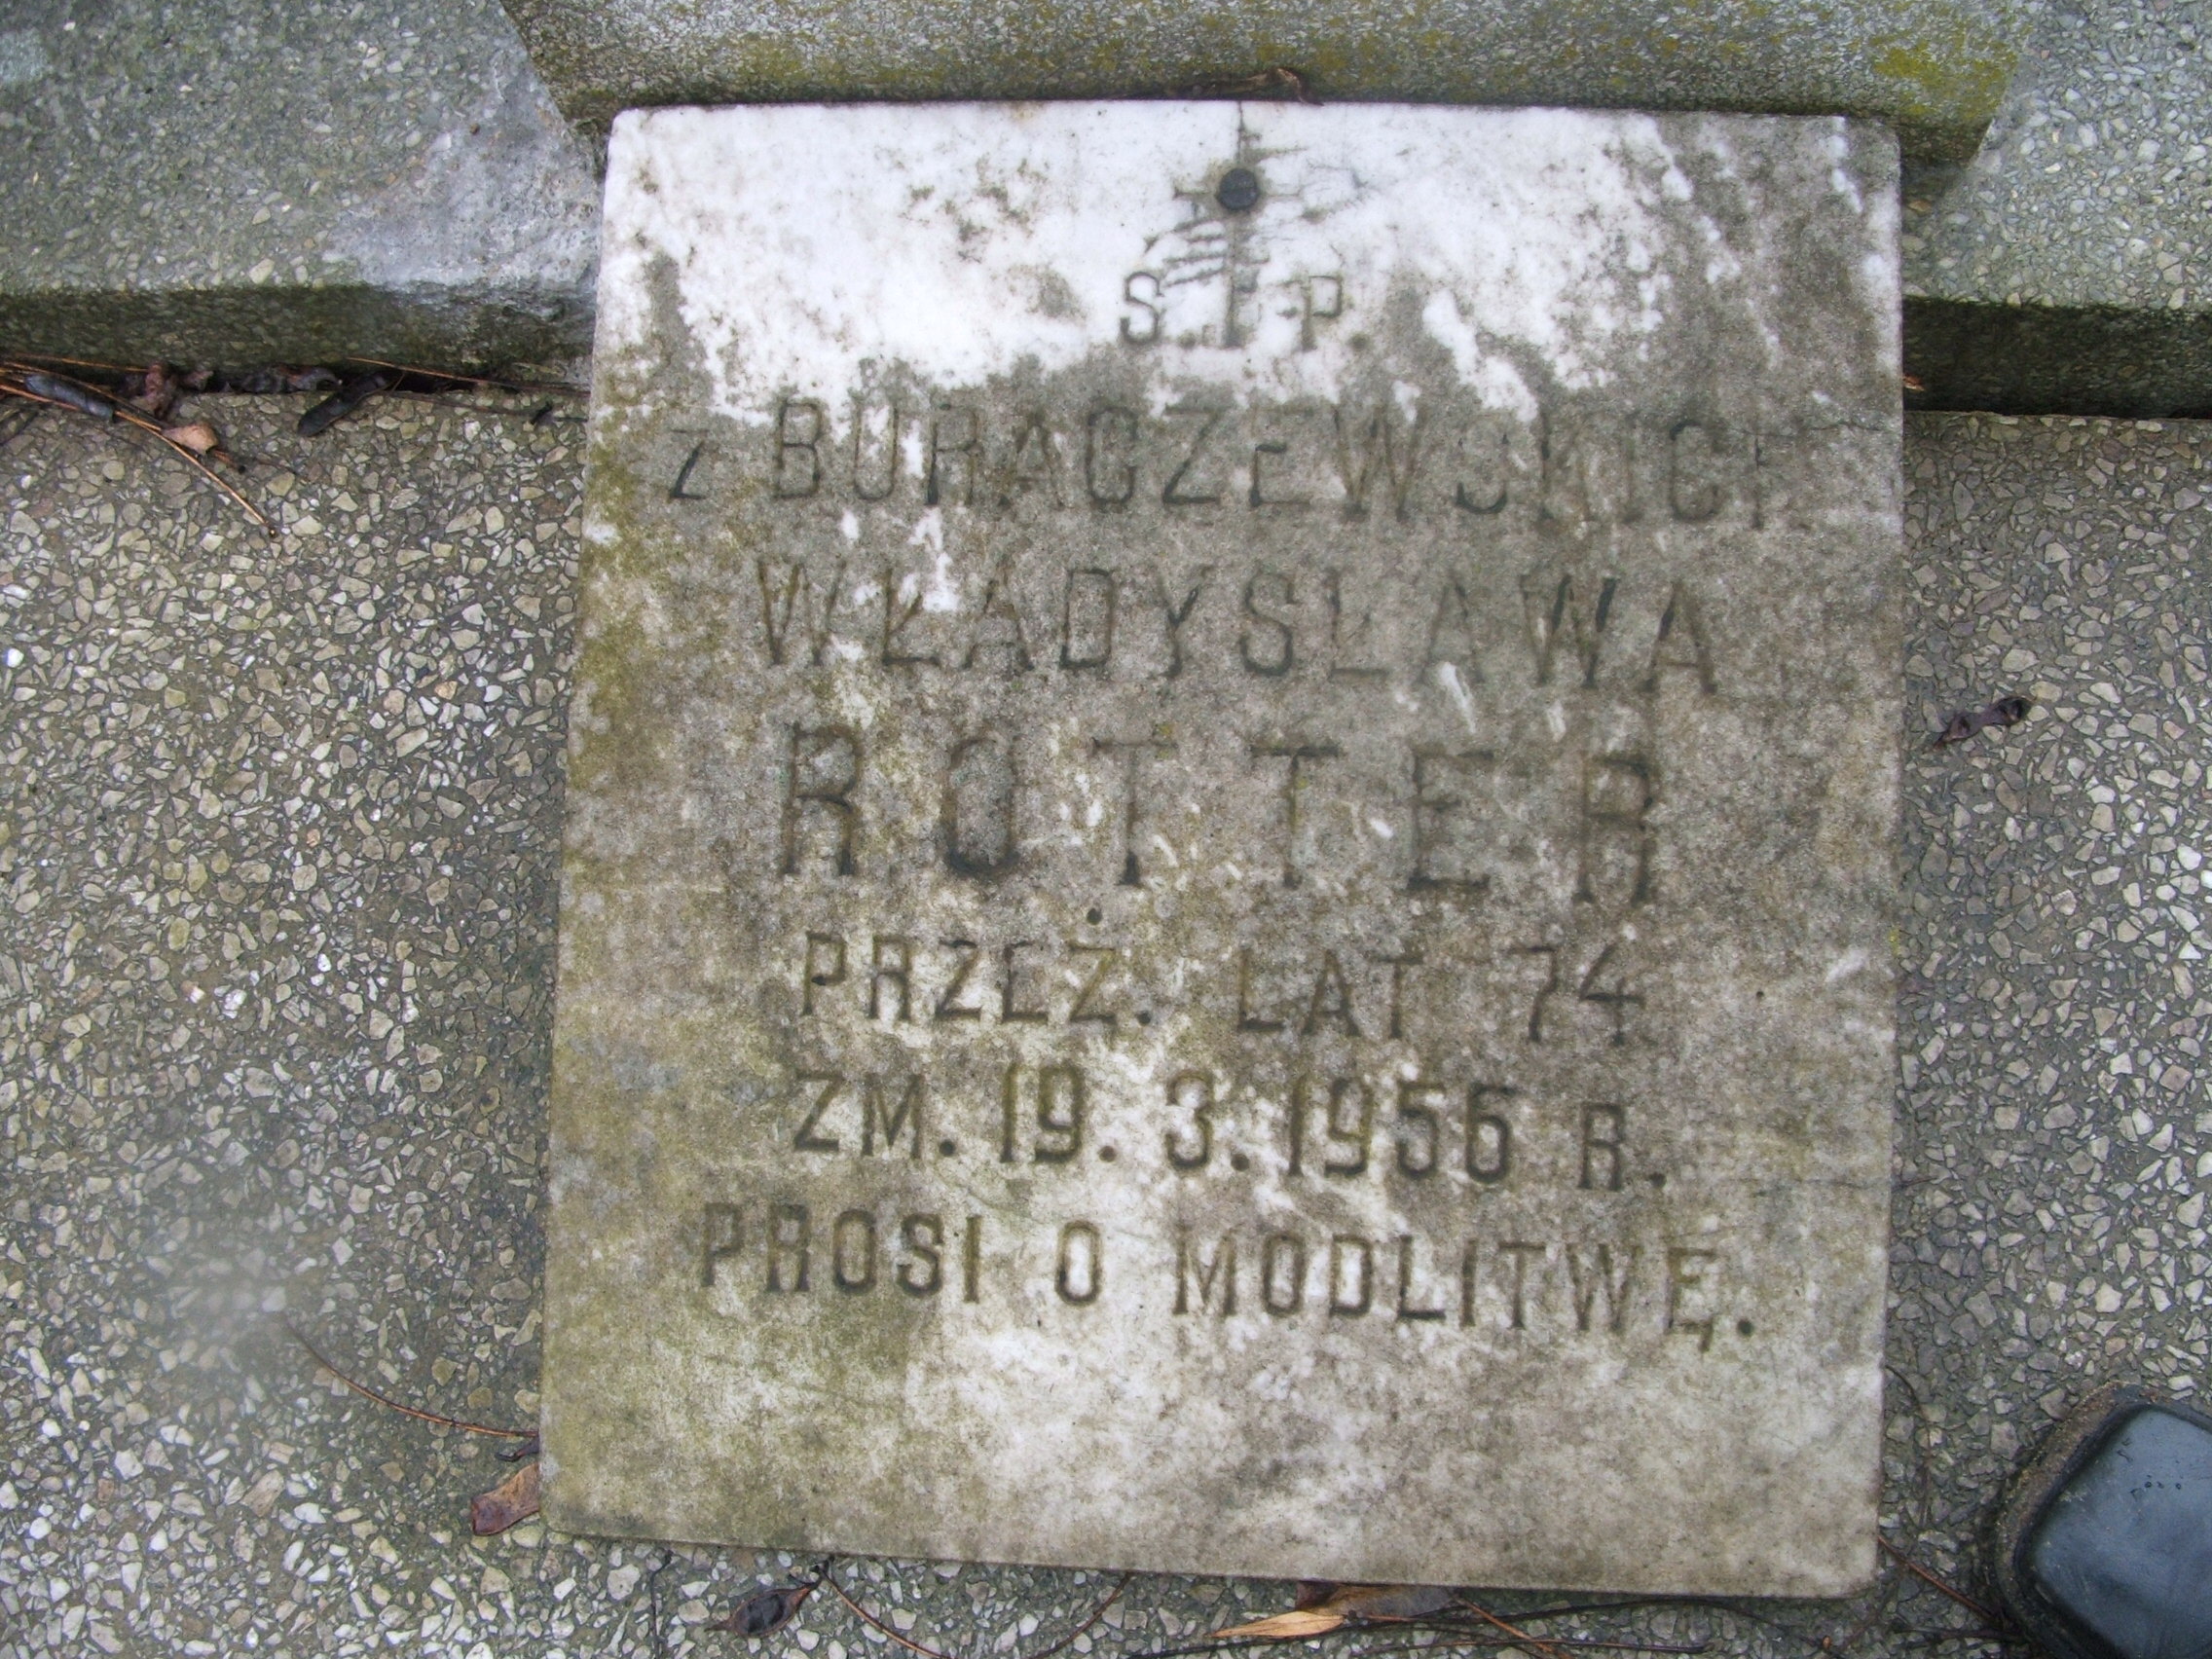 S.†P.
Z BURACZEWSKICH
WŁADYSŁAWA
ROTTER
PRZEŻ. LAT 74
ZM. 19. 3. 1956 R.
PROSI O MODLITWĘ.